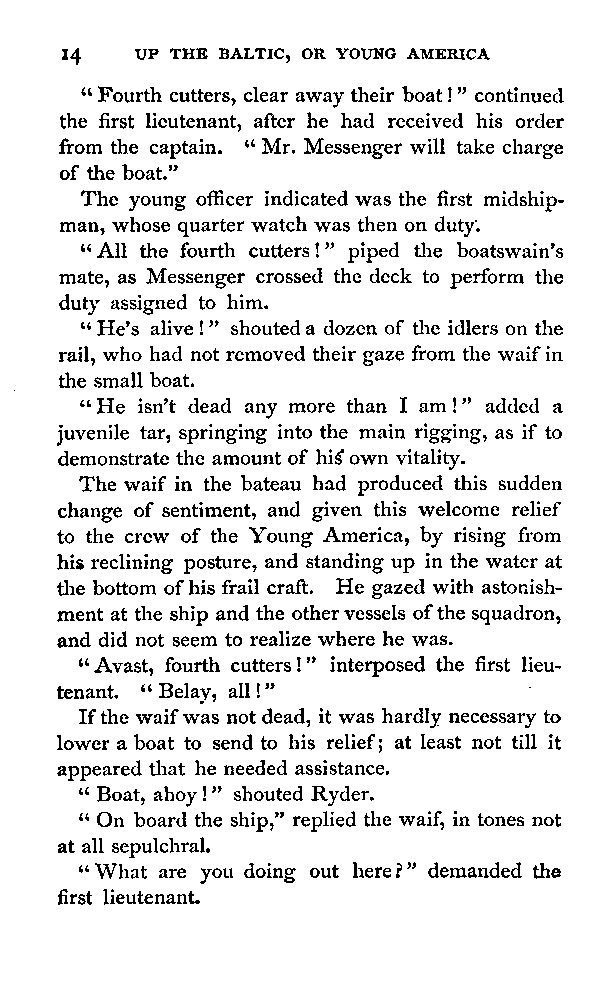 14 UP THE BALTIC, OR YOUNG AMERICA
“Fourth cutters, clear away their boat!” continued
the first lieutenant, after he had received his order
from the captain. “Mr. Messenger will take charge
of the boat.”
The young officer indicated was the first midship-
man, whose quarter watch was then on duty.
“All the fourth cutters!” piped the boatswain’s
mate, as Messenger crossed the deck to perform the
duty assigned to him.
“He’s alive!” shouted a dozen of the idlers on the
rail, who had not removed their gaze from the waif in
the small boat.
“He isn’t dead any more than I am!” added a
juvenile tar, springing into the main rigging, as if to
demonstrate the amount of his own vitality.
The waif in the bateau had produced this sudden
change of sentiment, and given this welcome relief
to the crew of the Young America, by rising from
his reclining posture, and standing up in the water at
the bottom of his frail craft. He gazed with astonish-
ment at the ship and the other vessels of the squadron,
and did not seem to realize where he was.
“Avast, fourth cutters!” interposed the first lieu-
tenant. “Belay, all!”
If the waif was not dead, it was hardly necessary to
lower a boat to send to his relief; at least not till it
appeared that he needed assistance.
“Boat, ahoy!” shouted Ryder.
“On board the ship,” replied the waif, in tones not
at all sepulchral.
“What are you doing out here?” demanded the
first lieutenant.